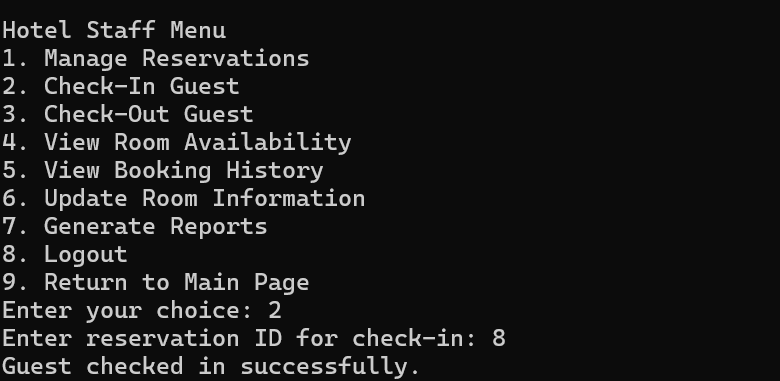 Hotel Staff Menu
1. Manage Reservations
2. Check-In Guest
3. Check-Out Guest
4. View Room Availability
5. View Booking History
6. Update Room Information
7. Generate Reports
8. Logout
9. Return to Main Page
Enter your choice: 2
Enter reservation ID for check-in: 8
Guest checked in successfully.